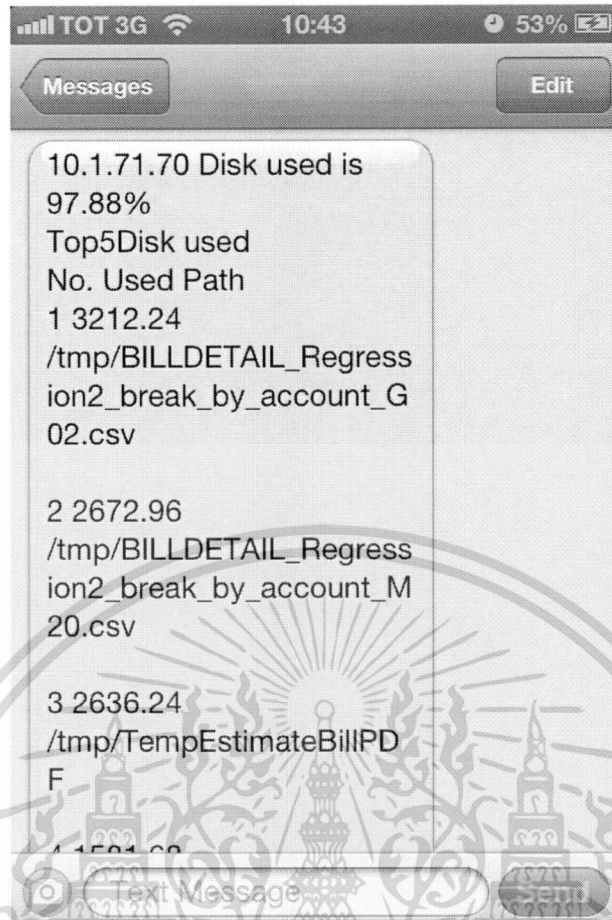 TOT 3G 10:43 53%
Messages Edit
10.1.71.70 Disk used is
97.88%
Top5Disk used
No. Used Path
1 3212.24
/tmp/BILLDETAIL_Regress
ion2_break_by_account_G
02.csv
2 2672.96
/tmp/BILLDETAIL_Regress
ion2_break_by_account_M
20.csv
3 2636.24
/tmp/TempEstimateBillPD
F
Text Message Send